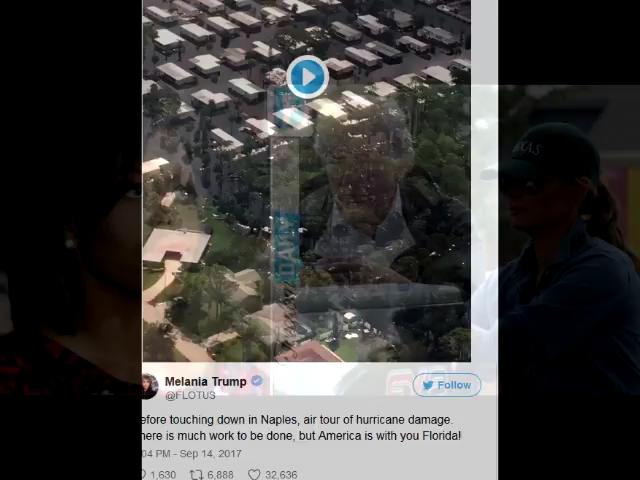 TEXAS
Melania Trump
@FLOTUS
Follow
efore touching down in Naples, air tour of hurricane damage.
here is much work to be done, but America is with you Florida!
04 PM - Sep 14, 2017
1,630 6,888 32,636